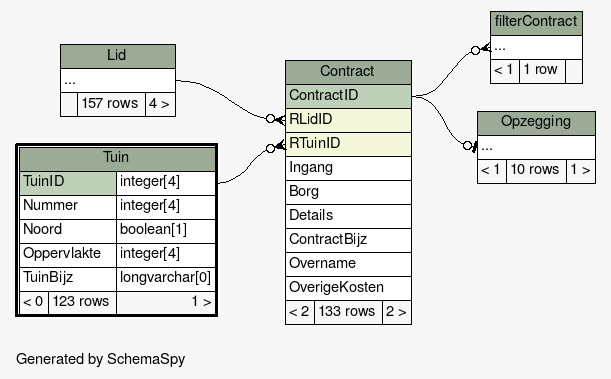 Lid
...
157 rows 4 >
Tuin
TuinID integer[4]
Nummer integer[4]
Noord boolean[1]
Oppervlakte integer[4]
TuinBijz longvarchar[0]
< 0 123 rows 1 >
Contract
ContractID
RLidID
RTuinID
Ingang
Borg
Details
ContractBijz
Overname
OverigeKosten
< 2 133 rows 2 >
filterContract
...
< 1 1 row
Opzegging
...
< 1 10 rows 1 >
Generated by SchemaSpy